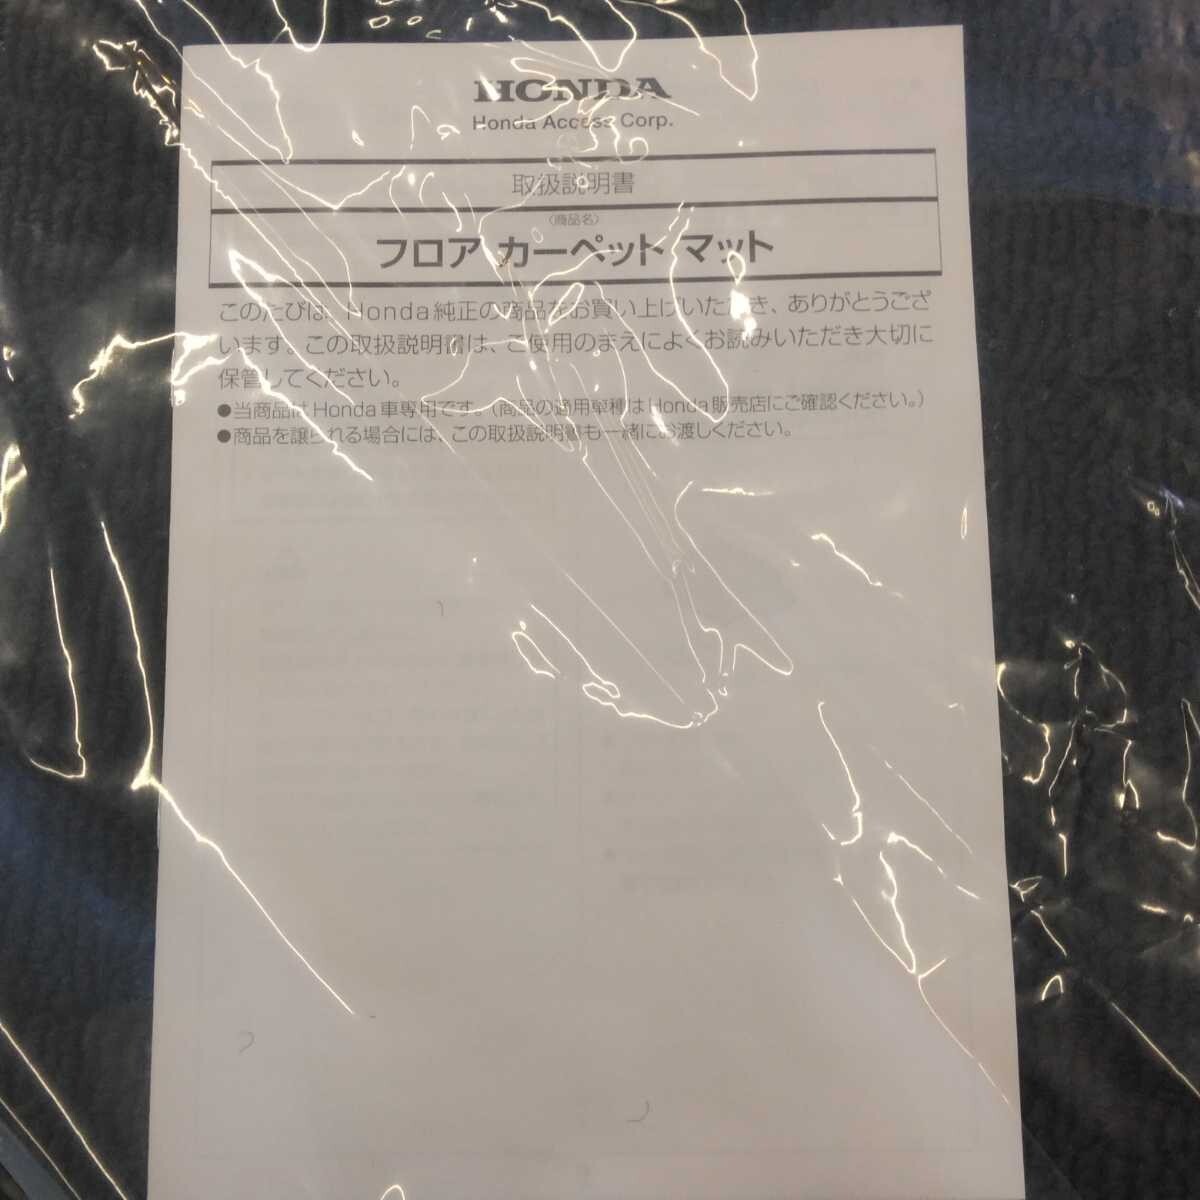 HONDA
Honda Access Corp.
取扱説明書
〈商品名〉
フロア カーペット マット
このたびは、Honda純正の商品をお買い上げいただき、ありがとうござ
います。この取扱説明書は、ご使用のまえによくお読みいただき大切に
保管してください。
●当商品はHonda車専用です。(商品の適用車種はHonda販売店にご確認ください。)
●商品を譲られる場合には、この取扱説明書も一緒にお渡しください。